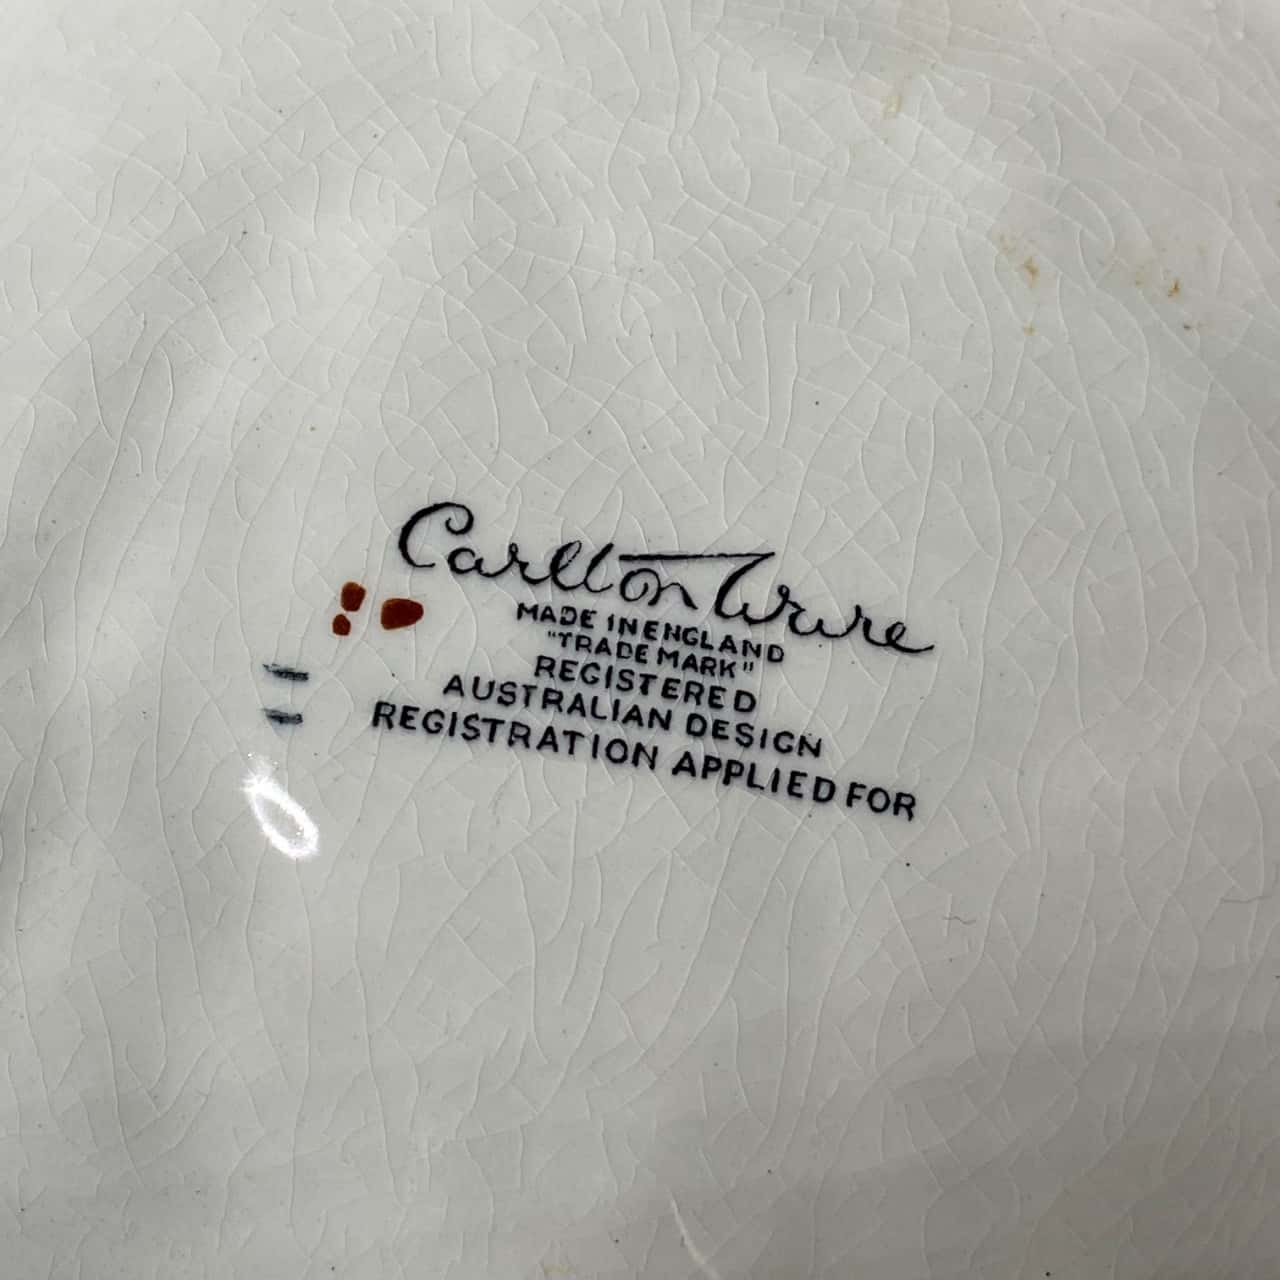 Carlton Ware
MADE IN ENGLAND
"TRADE MARK"
REGISTERED
AUSTRALIAN DESIGN
REGISTRATION APPLIED FOR